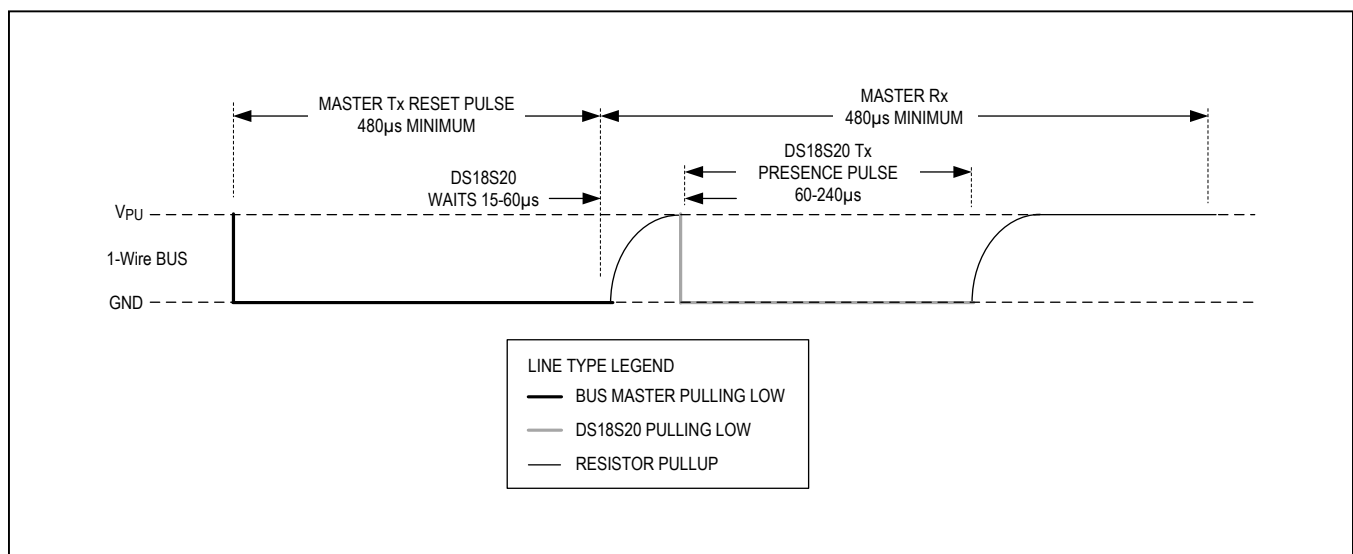 MASTER Tx RESET PULSE
480µs MINIMUM
MASTER Rx
480µs MINIMUM
DS18S20 Tx
PRESENCE PULSE
60-240µs
DS18S20
WAITS 15-60µs
VPU
1-Wire BUS
GND
LINE TYPE LEGEND
BUS MASTER PULLING LOW
DS18S20 PULLING LOW
RESISTOR PULLUP